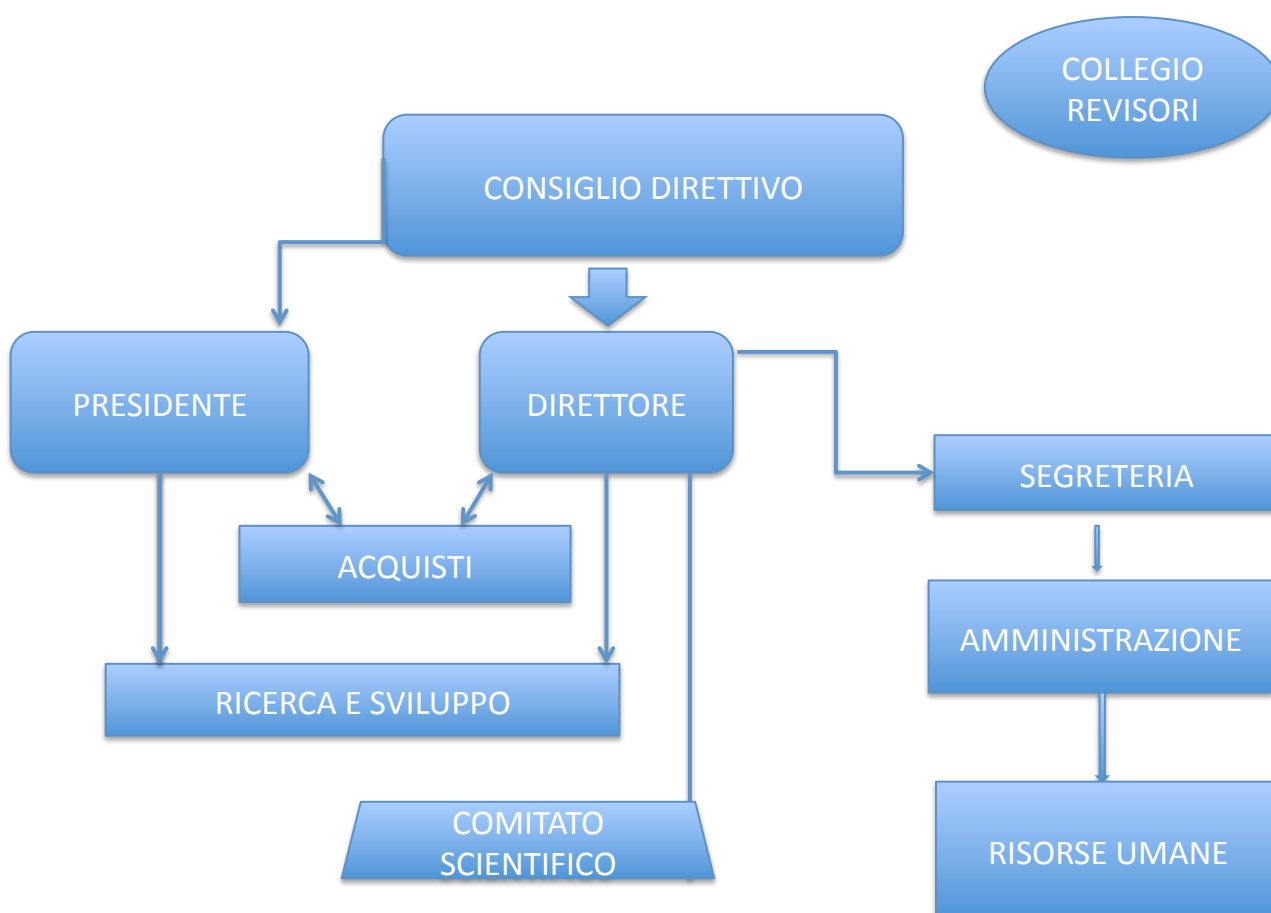 COLLEGIO
REVISORI
CONSIGLIO DIRETTIVO
PRESIDENTE
DIRETTORE
SEGRETERIA
ACQUISTI
AMMINISTRAZIONE
RICERCA E SVILUPPO
COMITATO
SCIENTIFICO
RISORSE UMANE